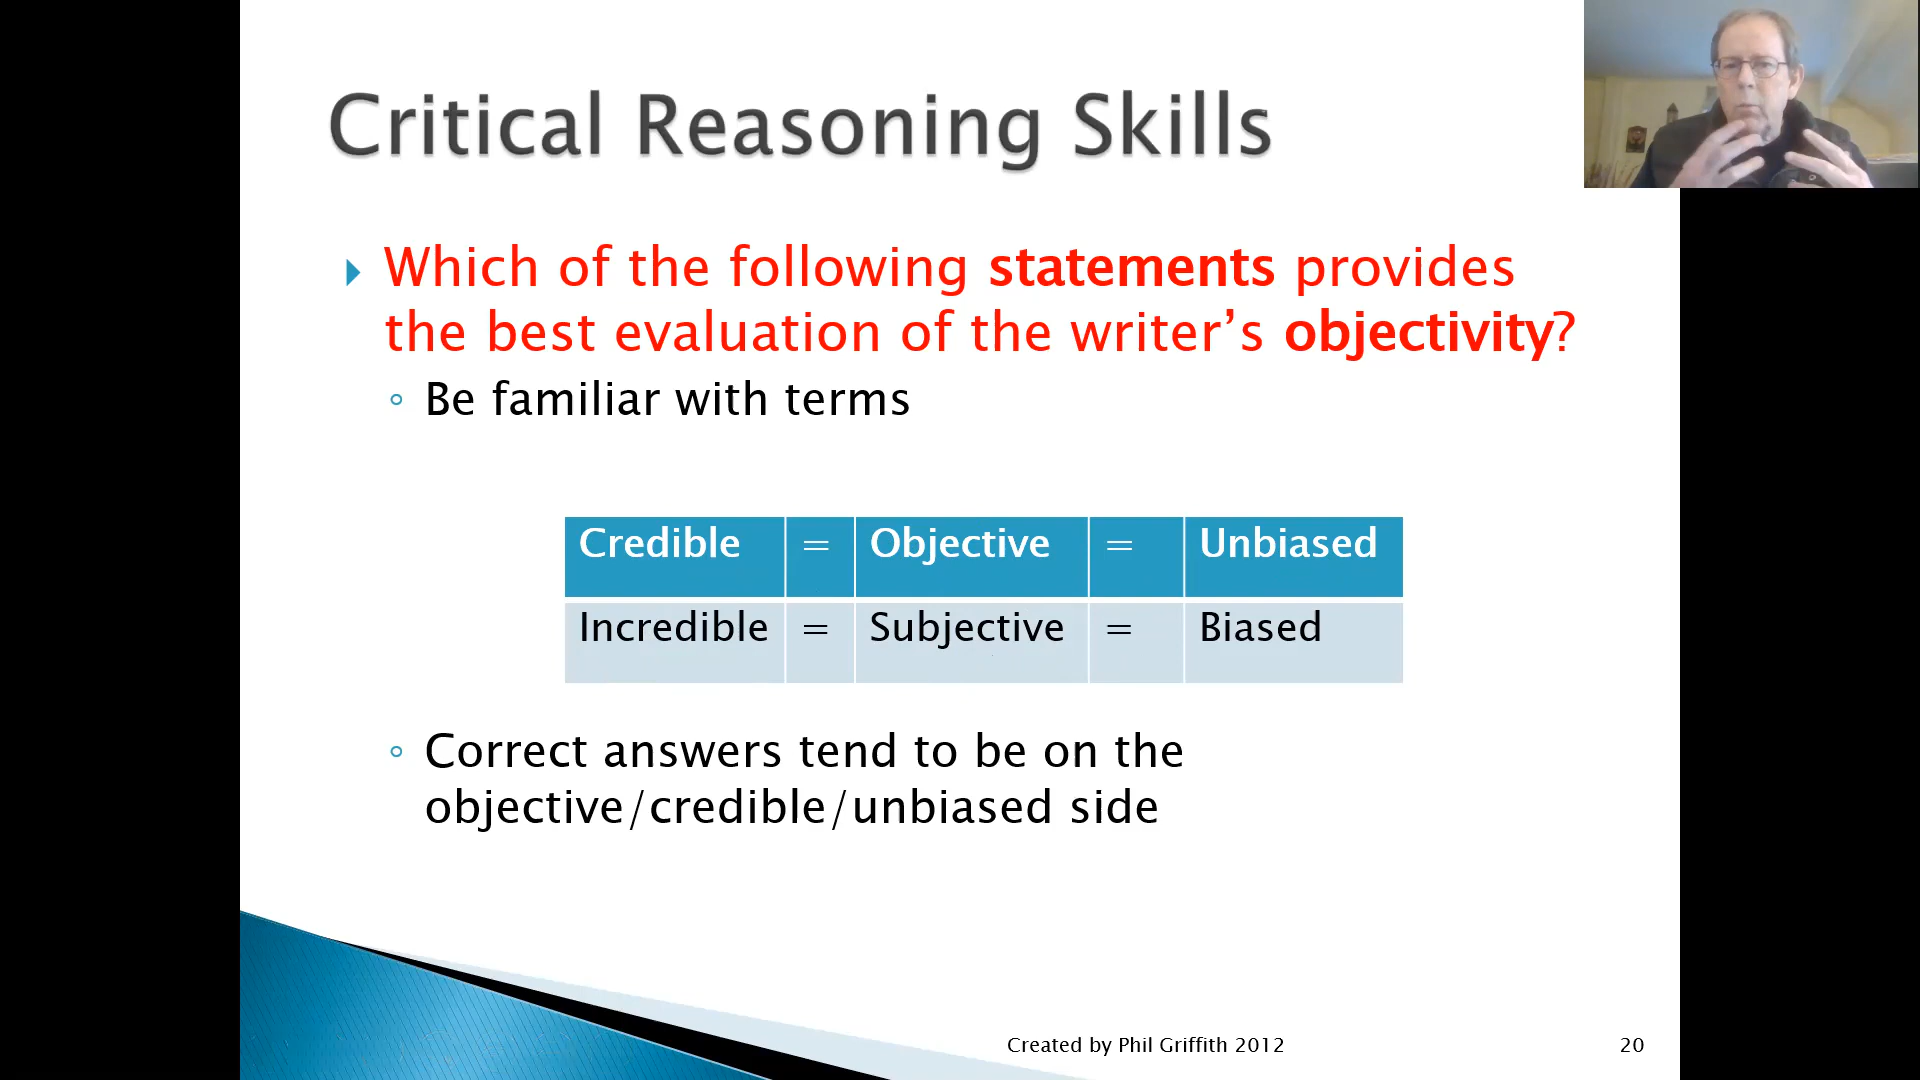 Critical Reasoning Skills
Which of the following statements provides
the best evaluation of the writer’s objectivity?
Be familiar with terms
Credible = Objective = Unbiased
Incredible = Subjective = Biased
Correct answers tend to be on the
objective/credible/unbiased side
Created by Phil Griffith 2012 20